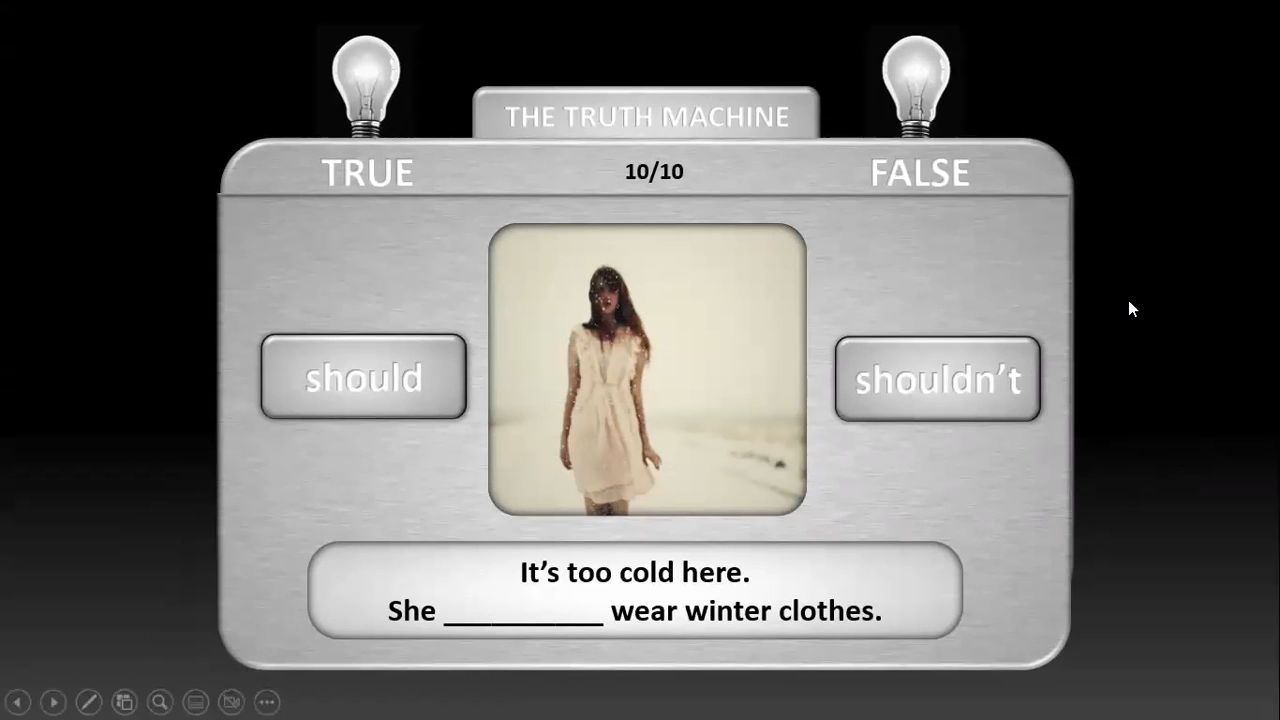 THE TRUTH MACHINE
TRUE
10/10
FALSE
should
shouldn’t
It’s too cold here.
She __________ wear winter clothes.